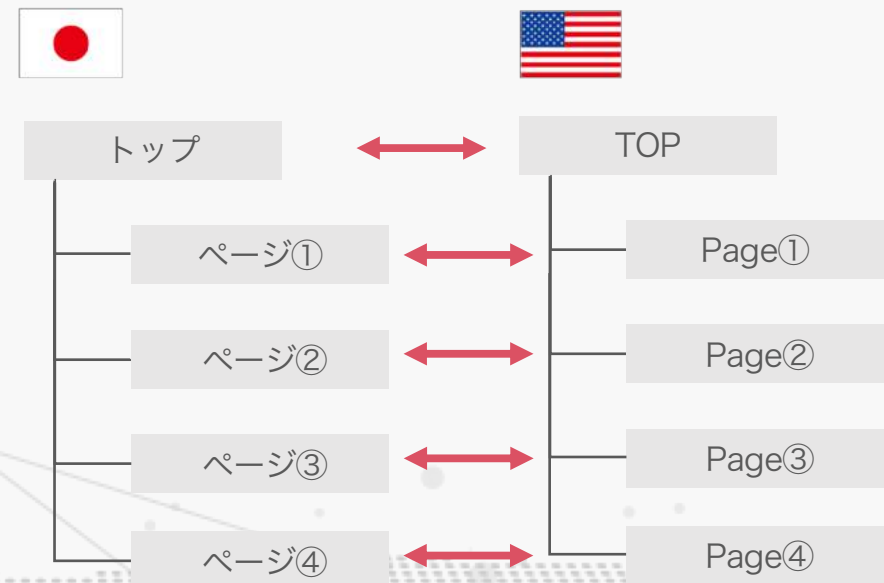 トップ
TOP
ページ①
Page①
ページ②
Page②
ページ③
Page③
ページ④
Page④